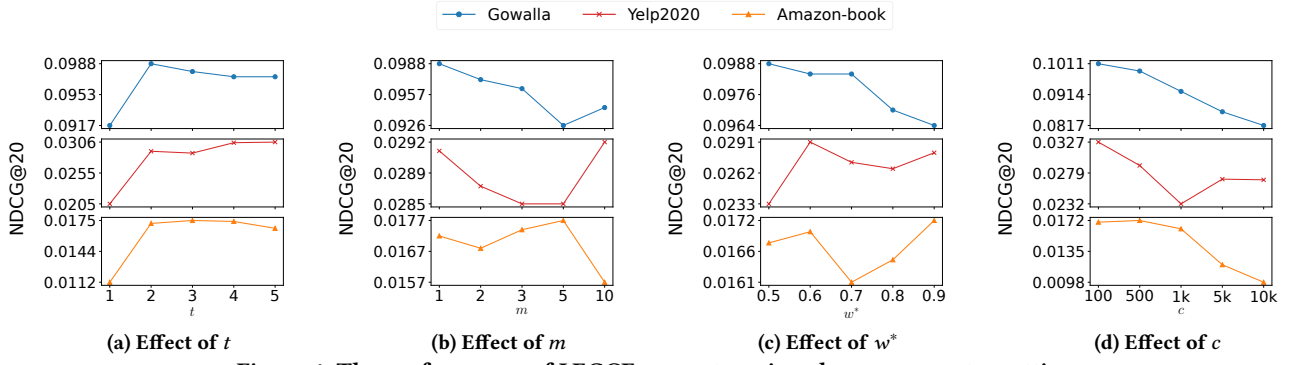 Gowalla Yelp2020 Amazon-book
NDCG@20
0.0988
0.0953
0.0917
0.0306
0.0255
0.0205
0.0175
0.0144
0.0112
1 2 3 4 5
t
(a) Effect of t
NDCG@20
0.0988
0.0957
0.0926
0.0292
0.0289
0.0285
0.0177
0.0167
0.0157
1 2 3 5 10
m
(b) Effect of m
NDCG@20
0.0988
0.0976
0.0964
0.0291
0.0262
0.0233
0.0172
0.0166
0.0161
0.5 0.6 0.7 0.8 0.9
w*
(c) Effect of w*
NDCG@20
0.1011
0.0914
0.0817
0.0327
0.0279
0.0232
0.0172
0.0135
0.0098
100 500 1k 5k 10k
c
(d) Effect of c